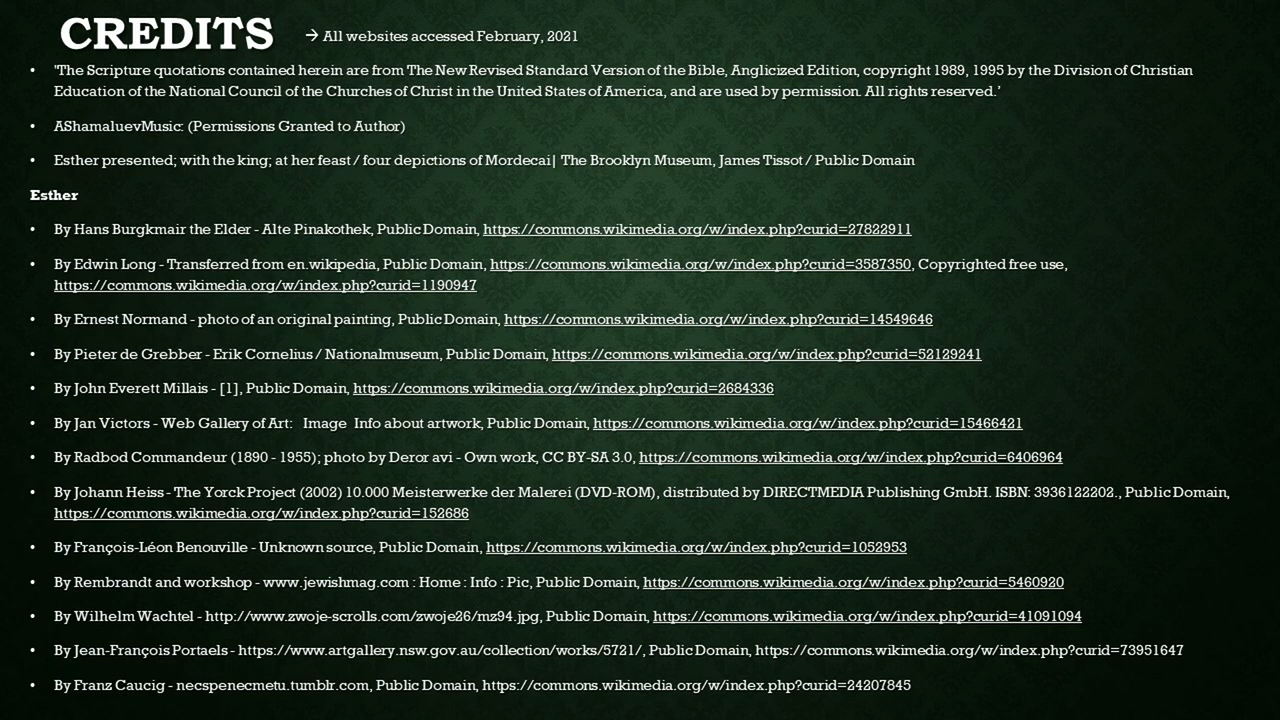 CREDITS → All websites accessed February, 2021
• 'The Scripture quotations contained herein are from The New Revised Standard Version of the Bible, Anglicized Edition, copyright 1989, 1995 by the Division of Christian
Education of the National Council of the Churches of Christ in the United States of America, and are used by permission. All rights reserved.'
• AShamaluevMusic: (Permissions Granted to Author)
• Esther presented; with the king; at her feast / four depictions of Mordecai| The Brooklyn Museum, James Tissot / Public Domain
Esther
• By Hans Burgkmair the Elder - Alte Pinakothek, Public Domain, https://commons.wikimedia.org/w/index.php?curid=27822911
• By Edwin Long - Transferred from en.wikipedia, Public Domain, https://commons.wikimedia.org/w/index.php?curid=3587350, Copyrighted free use,
https://commons.wikimedia.org/w/index.php?curid=1190947
• By Ernest Normand - photo of an original painting, Public Domain, https://commons.wikimedia.org/w/index.php?curid=14549646
• By Pieter de Grebber - Erik Cornelius / Nationalmuseum, Public Domain, https://commons.wikimedia.org/w/index.php?curid=52129241
• By John Everett Millais - [1], Public Domain, https://commons.wikimedia.org/w/index.php?curid=2684336
• By Jan Victors - Web Gallery of Art: Image Info about artwork, Public Domain, https://commons.wikimedia.org/w/index.php?curid=15466421
• By Radbod Commandeur (1890 - 1955); photo by Deror avi - Own work, CC BY-SA 3.0, https://commons.wikimedia.org/w/index.php?curid=6406964
• By Johann Heiss - The Yorck Project (2002) 10.000 Meisterwerke der Malerei (DVD-ROM), distributed by DIRECTMEDIA Publishing GmbH. ISBN: 3936122202., Public Domain,
https://commons.wikimedia.org/w/index.php?curid=152686
• By François-Léon Benouville - Unknown source, Public Domain, https://commons.wikimedia.org/w/index.php?curid=1052953
• By Rembrandt and workshop - www.jewishmag.com : Home : Info : Pic, Public Domain, https://commons.wikimedia.org/w/index.php?curid=5460920
• By Wilhelm Wachtel - http://www.zwoje-scrolls.com/zwoje26/mz94.jpg, Public Domain, https://commons.wikimedia.org/w/index.php?curid=41091094
• By Jean-François Portaels - https://www.artgallery.nsw.gov.au/collection/works/5721/, Public Domain, https://commons.wikimedia.org/w/index.php?curid=73951647
• By Franz Caucig - necspenecmetu.tumblr.com, Public Domain, https://commons.wikimedia.org/w/index.php?curid=24207845